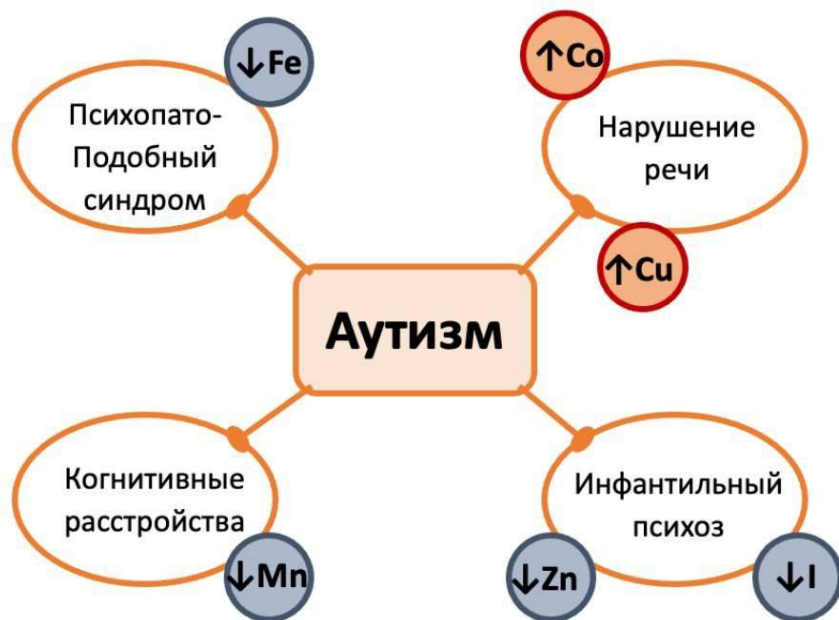 ↓Fe
Психопато-
Подобный
синдром
↑Co
Нарушение
речи
↑Cu
Аутизм
Когнитивные
расстройства
↓Mn
Инфантильный
психоз
↓Zn
↓I